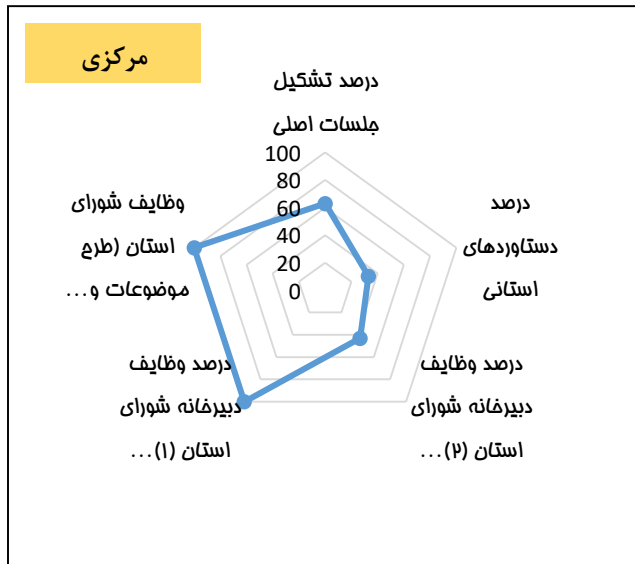 مرکزی
درصد تشکیل
جلسات اصلی
100
80
60
40
20
0
درصد
دستاوردهای
استانی
درصد وظایف
دبیرخانه شورای
استان (۲)...
درصد وظایف
دبیرخانه شورای
استان (۱)...
وظایف شورای
استان (طرح
موضوعات و...